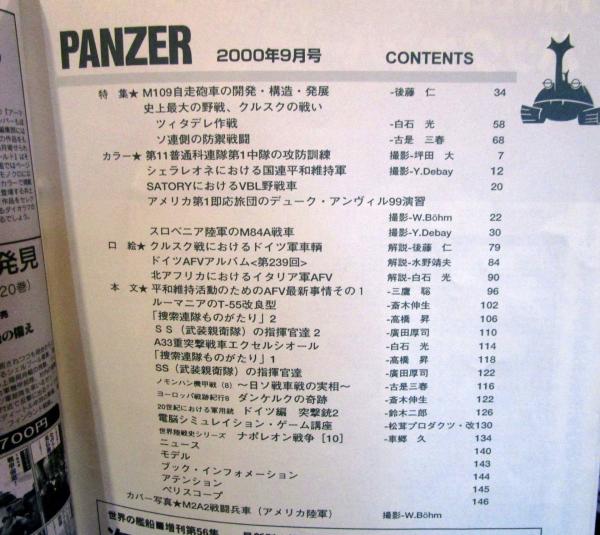 PANZER 2000年9月号 CONTENTS
特 集★M109自走砲車の開発・構造・発展 -後藤 仁 34
史上最大の野戦、クルスクの戦い
ツィタデレ作戦 -白石 光 58
ソ連側の防禦戦闘 -古是 三春 68
カラー★第11普通科連隊第1中隊の攻防訓練 撮影-坪田 大 7
シェラレオネにおける国連平和維持軍 撮影-Y.Debay 12
SATORYにおけるVBL野戦車 20
アメリカ第1即応旅団のデューク・アンヴィル99演習
撮影-W.Böhm 22
スロベニア陸軍のM84A戦車 撮影-Y.Debay 30
口 絵★クルスク戦におけるドイツ軍車輌 解説-後藤仁 79
ドイツAFVアルバム<第239回> 解説-水野靖夫 84
北アフリカにおけるイタリア軍AFV 解説-白石光 90
本 文★平和維持活動のためのAFV最新事情その1 -三鷹 聡 96
ルーマニアのT-55改良型 -斎木伸生 102
「捜索連隊ものがたり」2 -高橋 昇 106
SS(武装親衛隊)の指揮官達 2 -廣田厚司 110
A33重突撃戦車エクセルシオール -白石 光 114
「捜索連隊ものがたり」1 -高橋 昇 118
SS(武装親衛隊)の指揮官達 -廣田厚司 122
ノモンハン機甲戦(8) 〜日ソ戦車戦の実相〜 -古是三春 116
ヨーロッパ戦跡紀行6 ダンケルクの奇跡 -斎木伸生 122
20世紀における軍用銃 ドイツ編 突撃銃2 -鈴木二郎 126
電脳シミュレイション・ゲーム講座 -松茸プロダクツ・改 130
世界陸戦史シリーズ ナポレオン戦争[10] -車郷 久 134
ニュース 140
モデル 143
ブック・インフォメーション 144
アテンション 145
ペリスコープ 146
カバー写真★M2A2戦闘兵車(アメリカ陸軍) 撮影-W.Böhm
世界の艦船■増刊第56集
発見
20巻)
の備え
700円